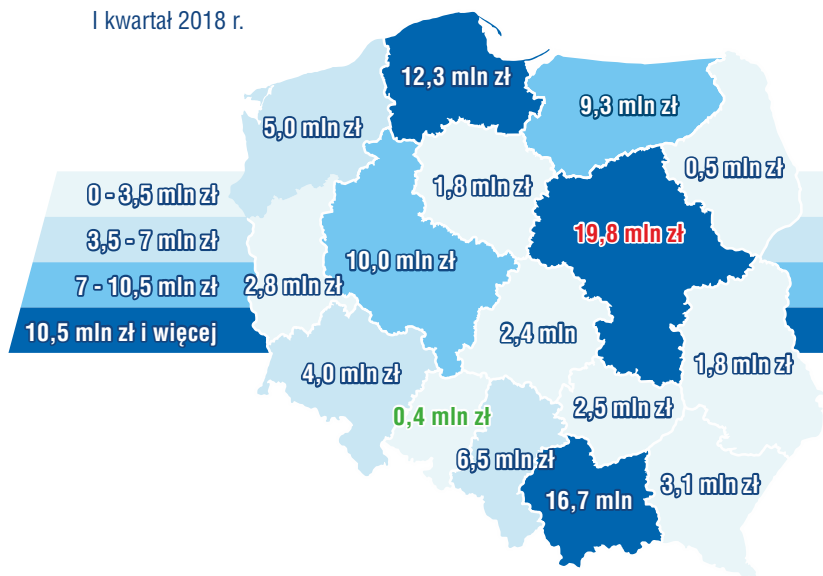 I kwartał 2018 r.
12,3 mln zł
9,3 mln zł
5,0 mln zł
0,5 mln zł
1,8 mln zł
0 - 3,5 mln zł
3,5 - 7 mln zł
19,8 mln zł
10,0 mln zł
7 - 10,5 mln zł
2,8 mln zł
10,5 mln zł i więcej
2,4 mln
1,8 mln zł
4,0 mln zł
0,4 mln zł
2,5 mln zł
6,5 mln zł
3,1 mln zł
16,7 mln